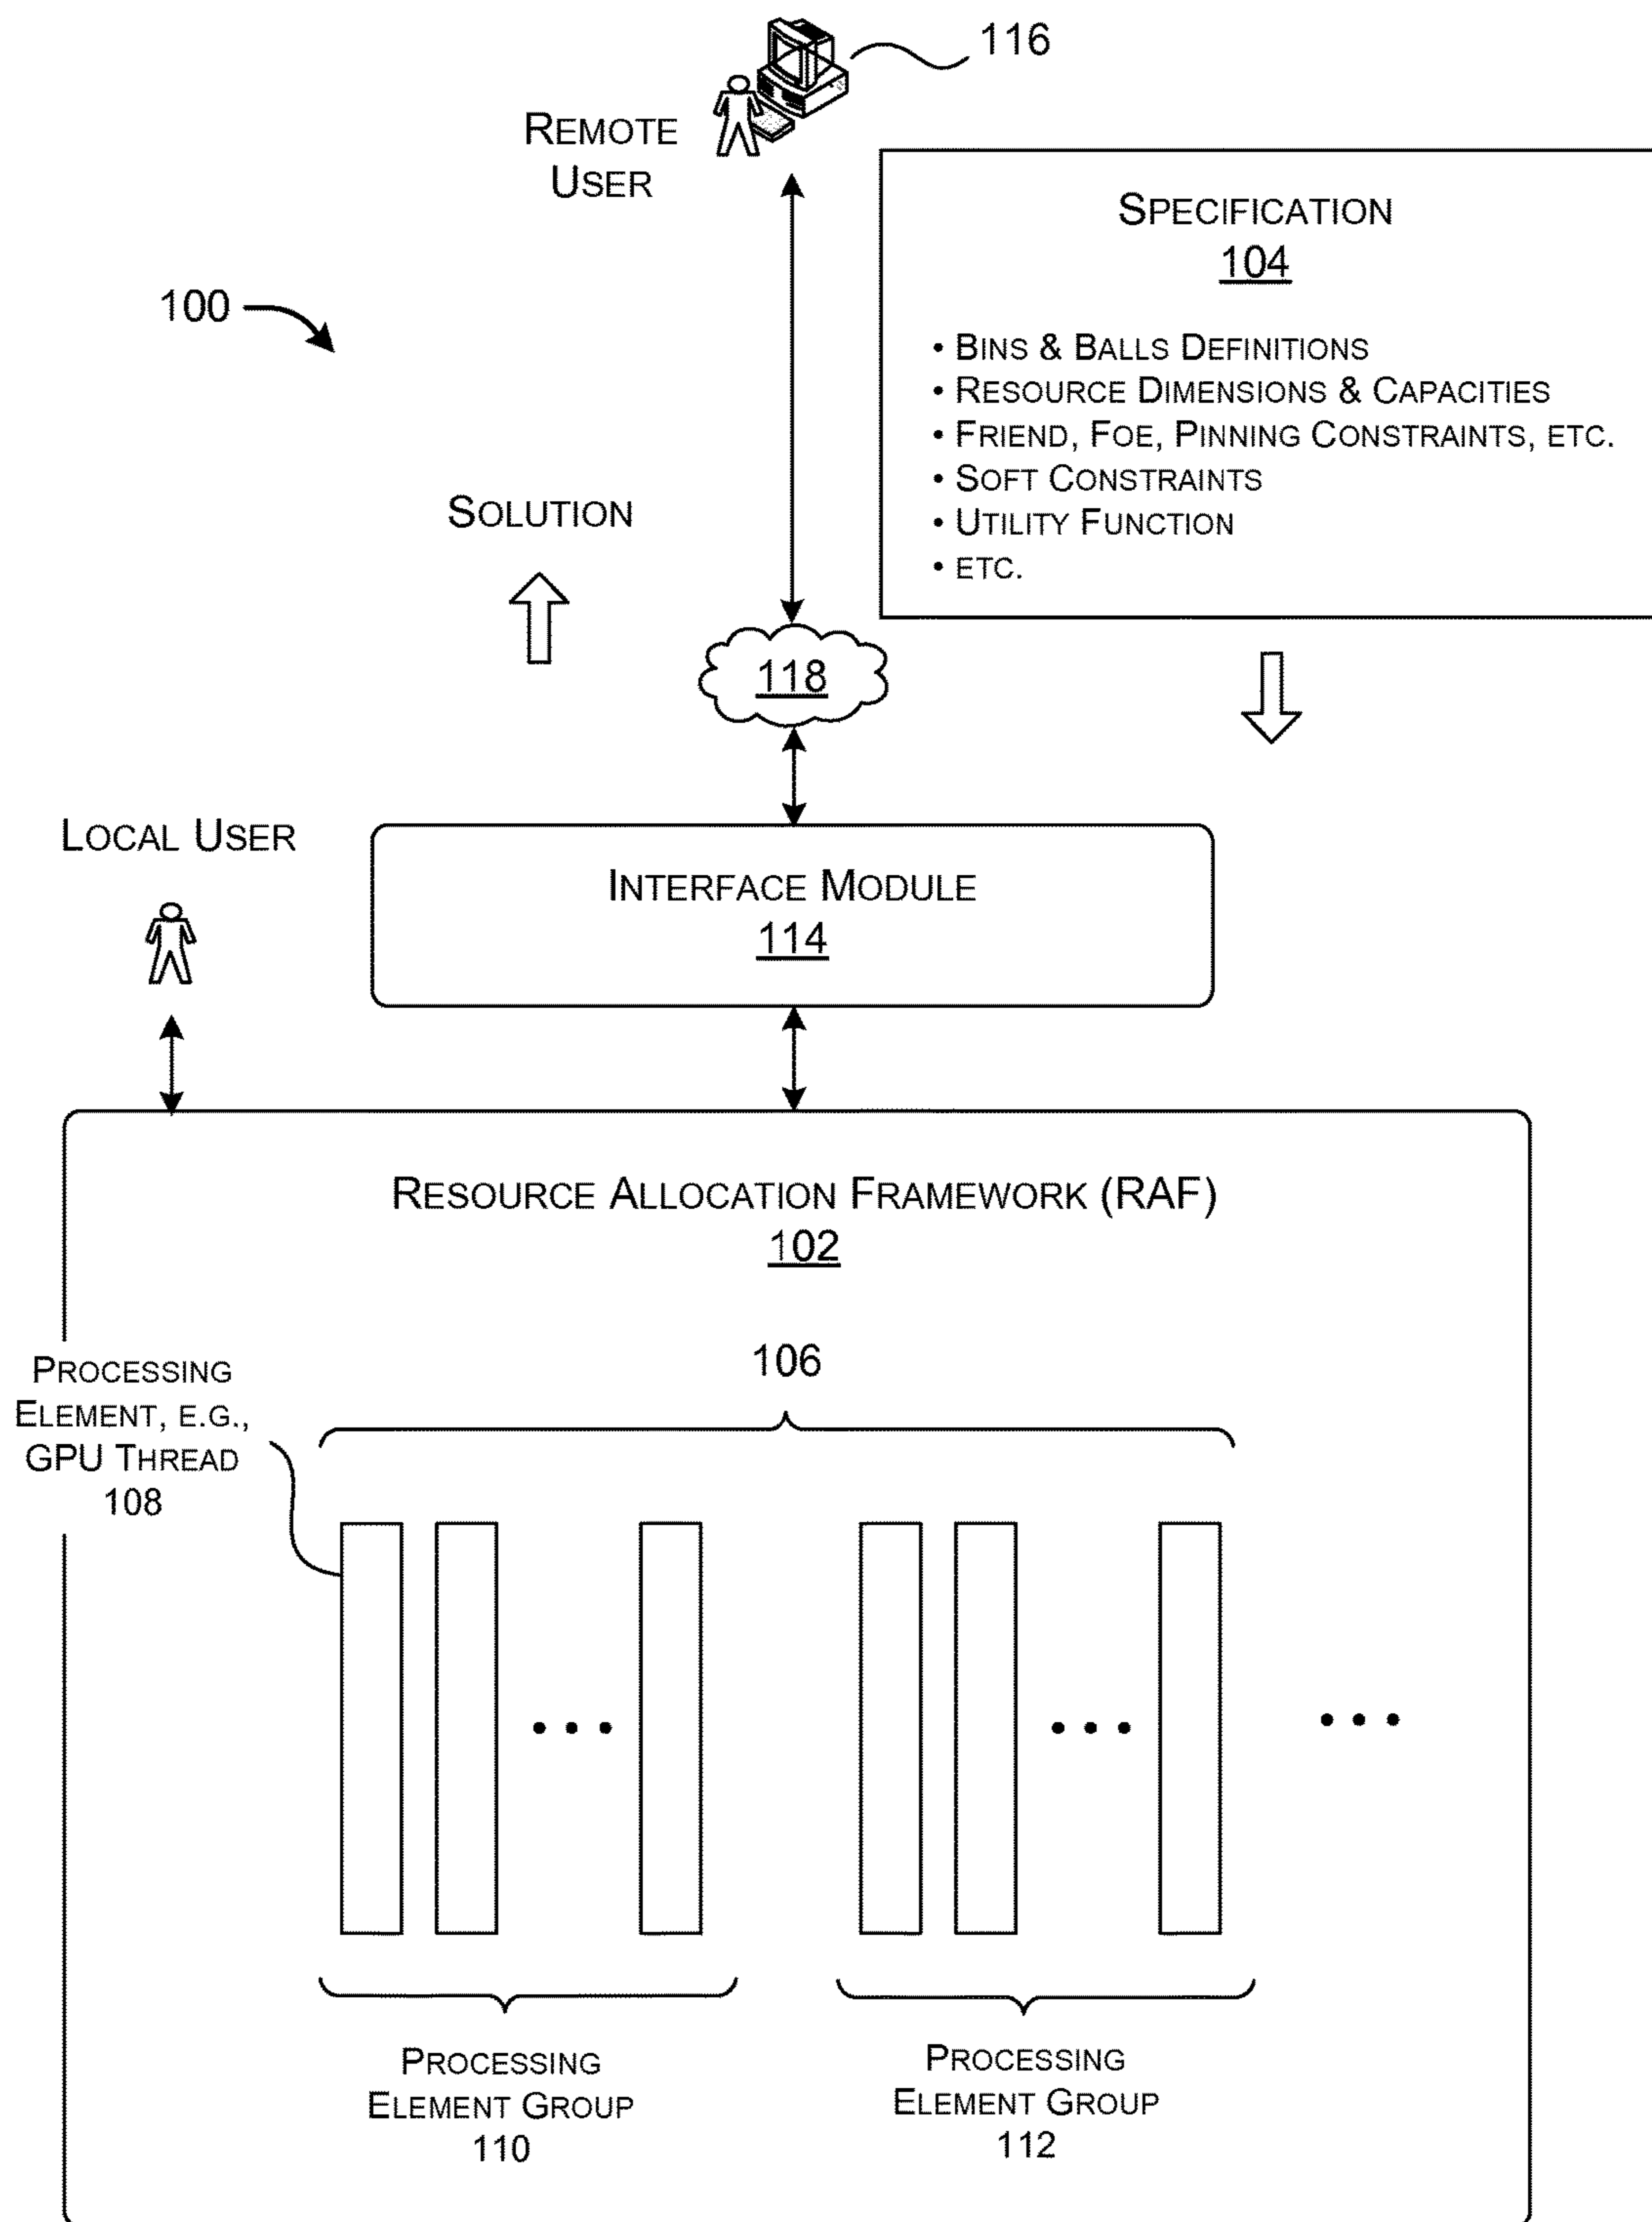 116
REMOTE
USER
SPECIFICATION
104
100
• BINS & BALLS DEFINITIONS
• RESOURCE DIMENSIONS & CAPACITIES
• FRIEND, FOE, PINNING CONSTRAINTS, ETC.
• SOFT CONSTRAINTS
• UTILITY FUNCTION
• ETC.
SOLUTION
118
LOCAL USER
INTERFACE MODULE
114
RESOURCE ALLOCATION FRAMEWORK (RAF)
102
106
PROCESSING
ELEMENT, E.G.,
GPU THREAD
108
PROCESSING
ELEMENT GROUP
110
PROCESSING
ELEMENT GROUP
112